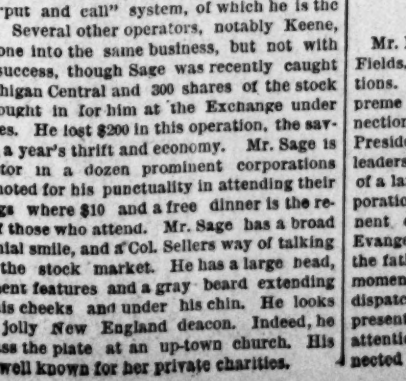 "put and call" system, of which he is the
Several other operators, notably Keene,
one into the same business, but not with
success, though Sage was recently caught
higan Central and 300 shares of the stock
ought in for him at the Exchange under
es. He lost $200 in this operation, the sav-
a year's thrift and economy. Mr. Sage is
tor in a dozen prominent corporations
noted for his punctuality in attending their
gs where $10 and a free dinner is the re-
f those who attend. Mr. Sage has a broad
nial smile, and a Col. Sellers way of talking
the stock market. He has a large head,
ent features and a gray beard extending
is cheeks and under his chin. He looks
jolly New England deacon. Indeed, he
ss the plate at an up-town church. His
well known for her private charities.
Mr.
Fields,
tions.
preme
nection
Preside
leaders
of a la
poratio
nent
Evange
the fath
momen
dispatc
present
attentio
nected